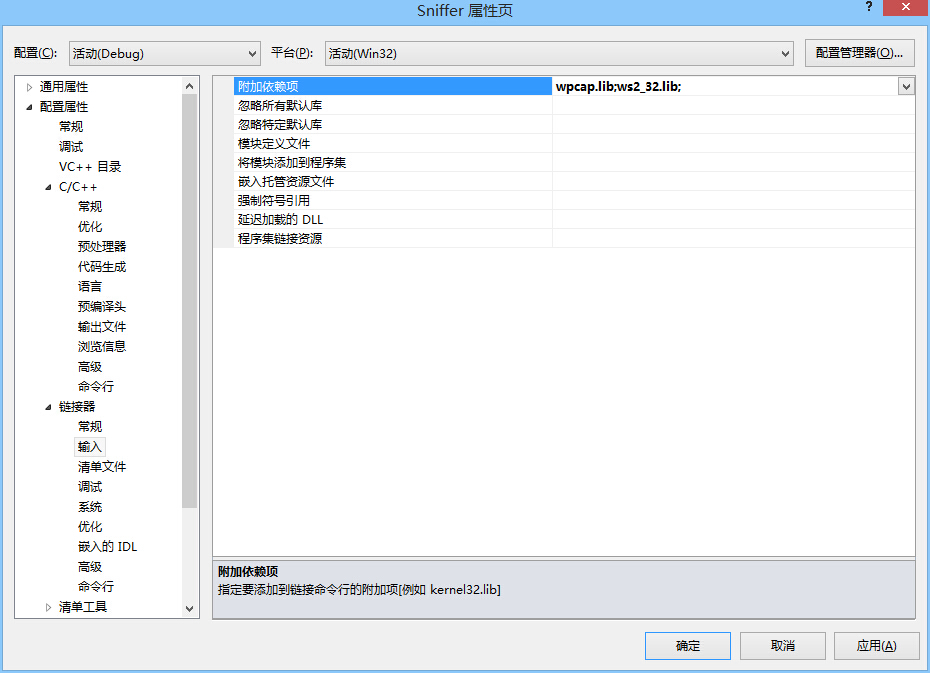 Sniffer 属性页
?
配置(C): 活动(Debug) 平台(P): 活动(Win32) 配置管理器(O)...
通用属性
配置属性
常规
调试
VC++ 目录
C/C++
常规
优化
预处理器
代码生成
语言
预编译头
输出文件
浏览信息
高级
命令行
链接器
常规
输入
清单文件
调试
系统
优化
嵌入的 IDL
高级
命令行
清单工具
附加依赖项 wpcap.lib;ws2_32.lib;
忽略所有默认库
忽略特定默认库
模块定义文件
将模块添加到程序集
嵌入托管资源文件
强制符号引用
延迟加载的 DLL
程序集链接资源
附加依赖项
指定要添加到链接命令行的附加项[例如 kernel32.lib]
确定 取消 应用(A)